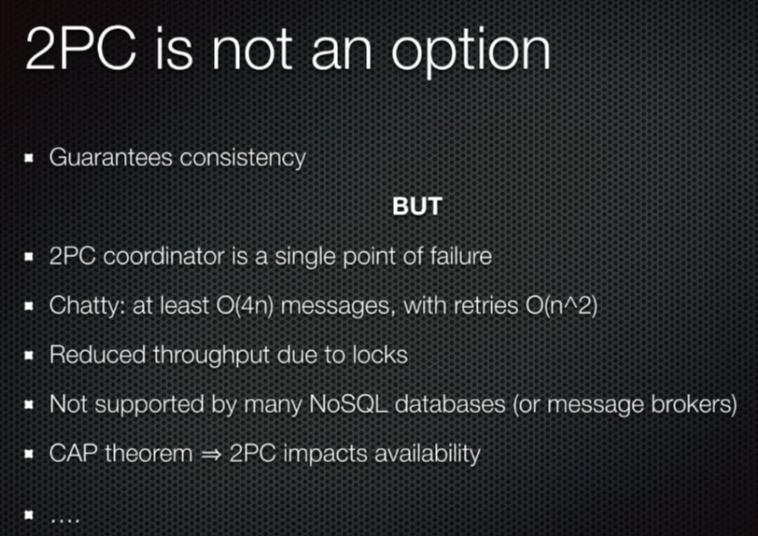 2PC is not an option
Guarantees consistency
BUT
2PC coordinator is a single point of failure
Chatty: at least O(4n) messages, with retries O(n^2)
Reduced throughput due to locks
Not supported by many NoSQL databases (or message brokers)
CAP theorem ⇒ 2PC impacts availability
....